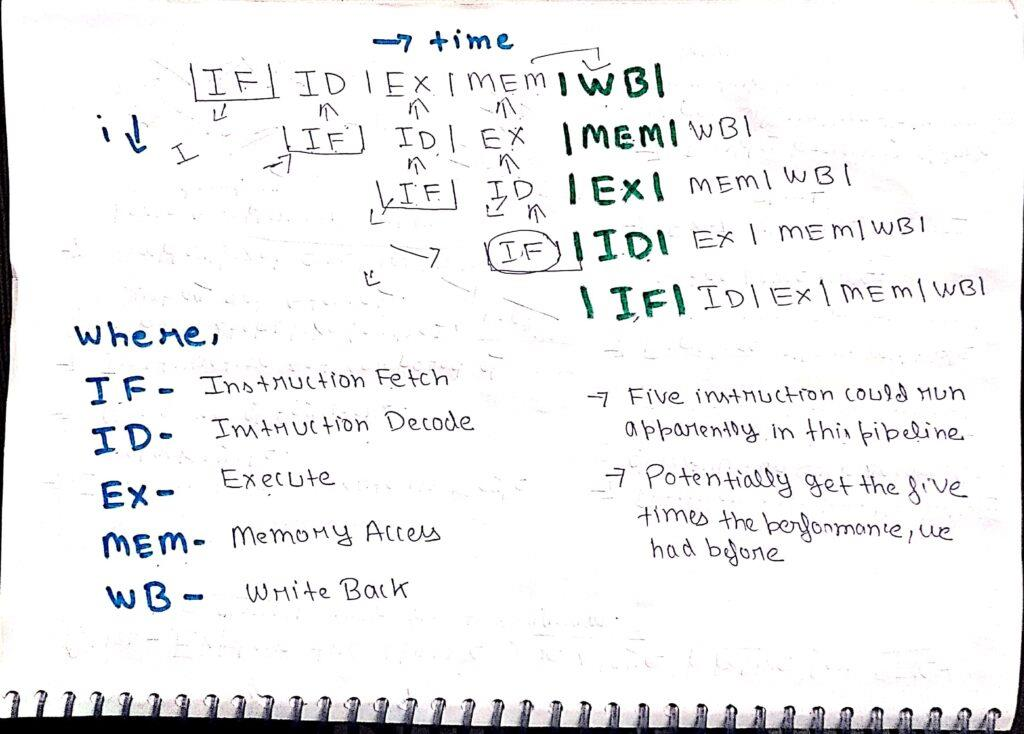 → time
|IF| ID | EX | MEM |WB|
i ↓ I |IF| ID | EX |MEM| WB|
|IF| ID |EX| MEM| WB|
→ IF |ID| EX | MEM| WB|
|IF| ID| EX | MEM| WB|
Where,
IF- Instruction Fetch
ID- Intruction Decode
EX- Execute
MEM- Memory Access
WB- Write Back
→ Five instruction could run
apparently in this pipeline
→ Potentially get the five
times the performance, we
had before